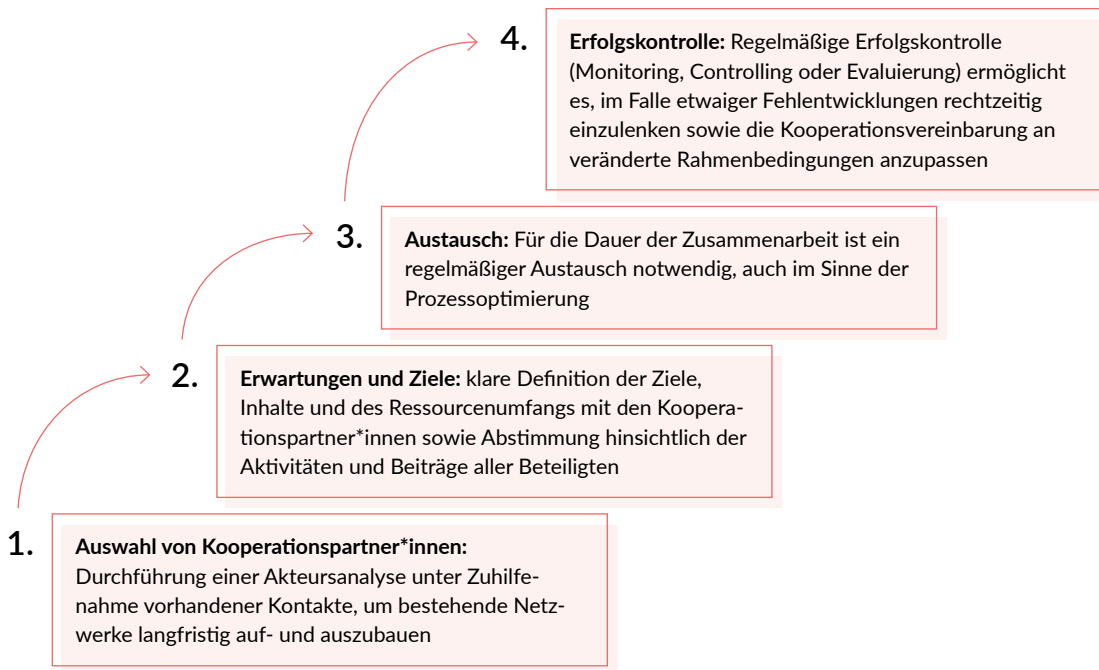 4.
Erfolgskontrolle: Regelmäßige Erfolgskontrolle
(Monitoring, Controlling oder Evaluierung) ermöglicht
es, im Falle etwaiger Fehlentwicklungen rechtzeitig
einzulenken sowie die Kooperationsvereinbarung an
veränderte Rahmenbedingungen anzupassen
3.
Austausch: Für die Dauer der Zusammenarbeit ist ein
regelmäßiger Austausch notwendig, auch im Sinne der
Prozessoptimierung
2.
Erwartungen und Ziele: klare Definition der Ziele,
Inhalte und des Ressourcenumfangs mit den Koopera-
tionspartner*innen sowie Abstimmung hinsichtlich der
Aktivitäten und Beiträge aller Beteiligten
1.
Auswahl von Kooperationspartner*innen:
Durchführung einer Akteursanalyse unter Zuhilfe-
nahme vorhandener Kontakte, um bestehende Netz-
werke langfristig auf- und auszubauen